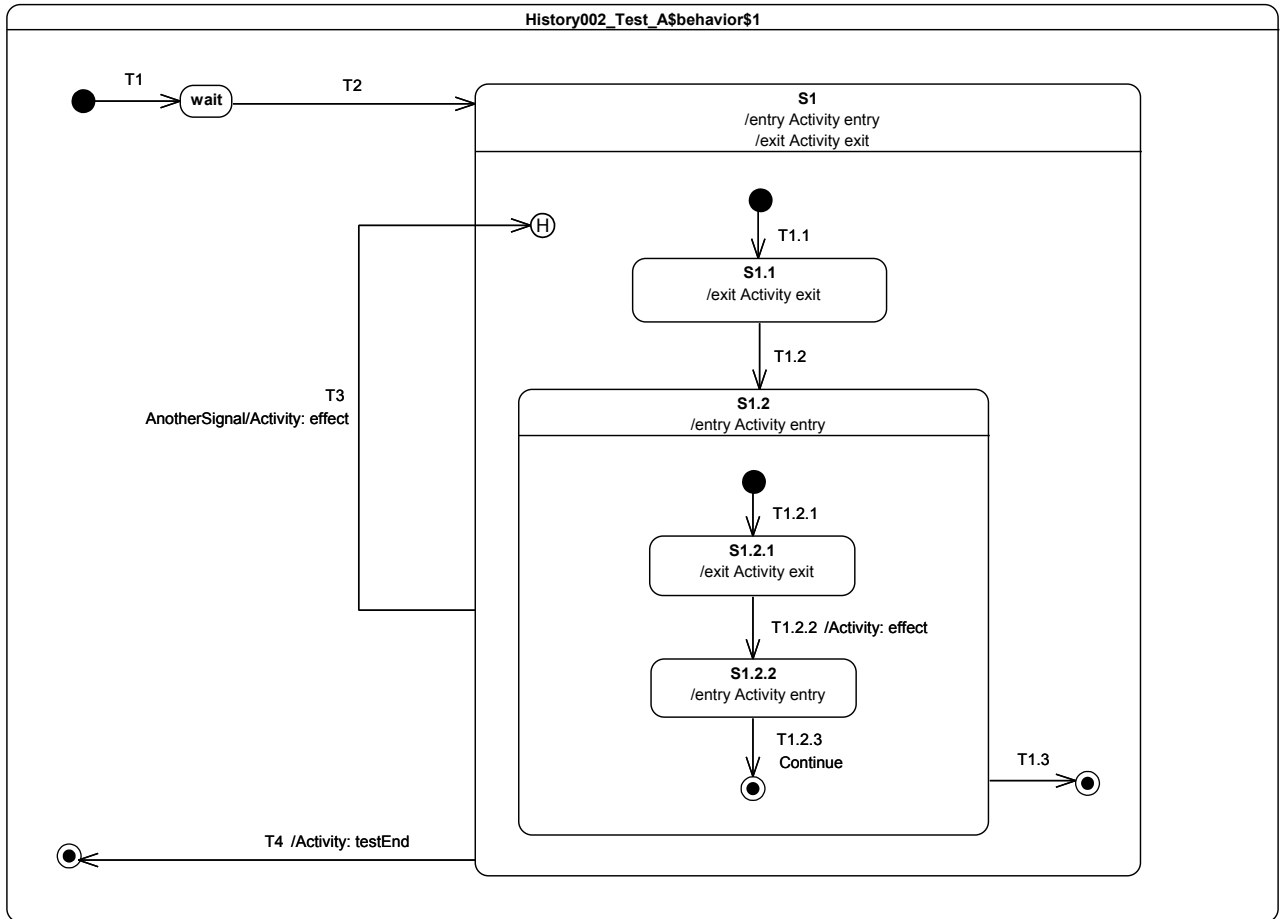 History002_Test_A$behavior$1
T1
wait
T2
S1
/entry Activity entry
/exit Activity exit
H
T1.1
S1.1
/exit Activity exit
T1.2
T3
AnotherSignal/Activity: effect
S1.2
/entry Activity entry
T1.2.1
S1.2.1
/exit Activity exit
T1.2.2 /Activity: effect
S1.2.2
/entry Activity entry
T1.2.3
Continue
T1.3
T4 /Activity: testEnd